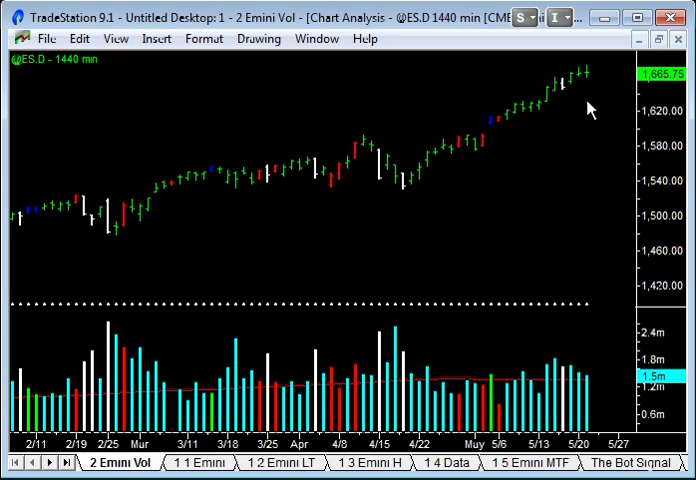 TradeStation 9.1 - Untitled Desktop: 1 - 2 Emini Vol - [Chart Analysis - @ES.D 1440 min [CME
S
I
File Edit View Insert Format Drawing Window Help
@ES.D - 1440 min
1,665.75
1,620.00
1,580.00
1,540.00
1,500.00
1,460.00
1,420.00
2.4m
1.8m
1.5m
1.2m
0.6m
2/11 2/19 2/25 Mar 3/11 3/18 3/25 Apr 4/8 4/15 4/22 May 5/6 5/13 5/20 5/27
2 Emini Vol 1 1 Emini 1 2 Emini LT 1 3 Emini H 1 4 Data 1 5 Emini MTF The Bot Signal